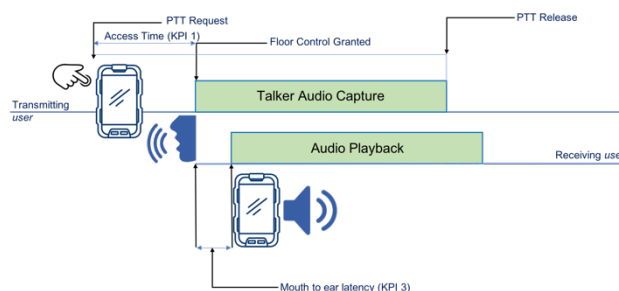 PTT Request
PTT Release
Access Time (KPI 1)
Floor Control Granted
Talker Audio Capture
Transmitting
user
Audio Playback
Receiving use
Mouth to ear latency (KPI 3)